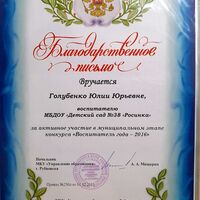 Благодарственное
письмо
Вручается
Голубенко Юлии Юрьевне,
воспитателю
МБДОУ «Детский сад №38 «Росинка»
за активное участие в муниципальном этапе
конкурса «Воспитатель года – 2016»
Начальник
МКУ «Управление образования»
г. Рубцовска
А. А. Мищерин
Приказ